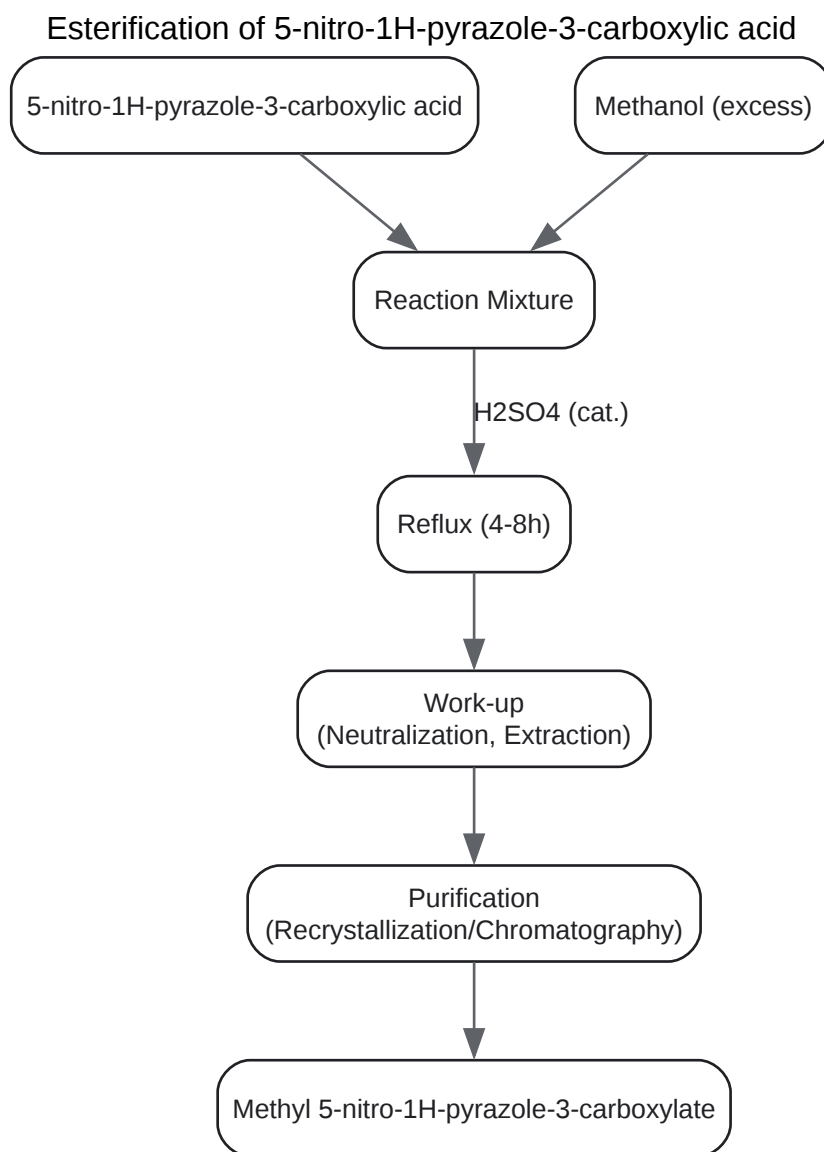 Esterification of 5-nitro-1H-pyrazole-3-carboxylic acid
5-nitro-1H-pyrazole-3-carboxylic acid
Methanol (excess)
Reaction Mixture
H2SO4 (cat.)
Reflux (4-8h)
Work-up
(Neutralization, Extraction)
Purification
(Recrystallization/Chromatography)
Methyl 5-nitro-1H-pyrazole-3-carboxylate